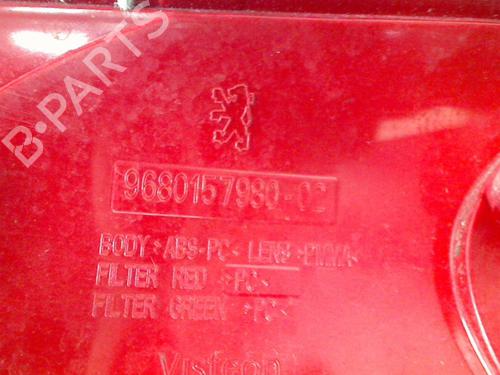 B-PARTS
9680157980-02
BODY >ABS-PC< LENS >PMMA<
FILTER RED >PC<
FILTER GREEN >PC<
Visteon